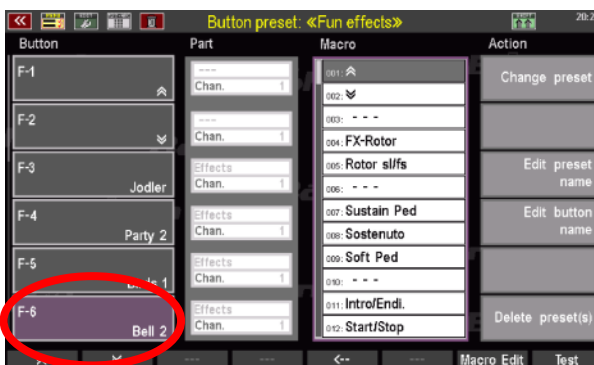 Button preset: «Fun effects»
20:2
Button Part Macro Action
F-1
---
Chan. 1
F-2
---
Chan. 1
F-3
Jodler
Effects
Chan. 1
F-4
Party 2
Effects
Chan. 1
F-5
Effects
Chan. 1
F-6
Bell 2
Effects
Chan. 1
001:
002:
003: - - -
004: FX-Rotor
005: Rotor sl/fs
006: - - -
007: Sustain Ped
008: Sostenuto
009: Soft Ped
010: - - -
011: Intro/Endi.
012: Start/Stop
Change preset
Edit preset
name
Edit button
name
Delete preset(s)
--- --- <-- --- Macro Edit Test